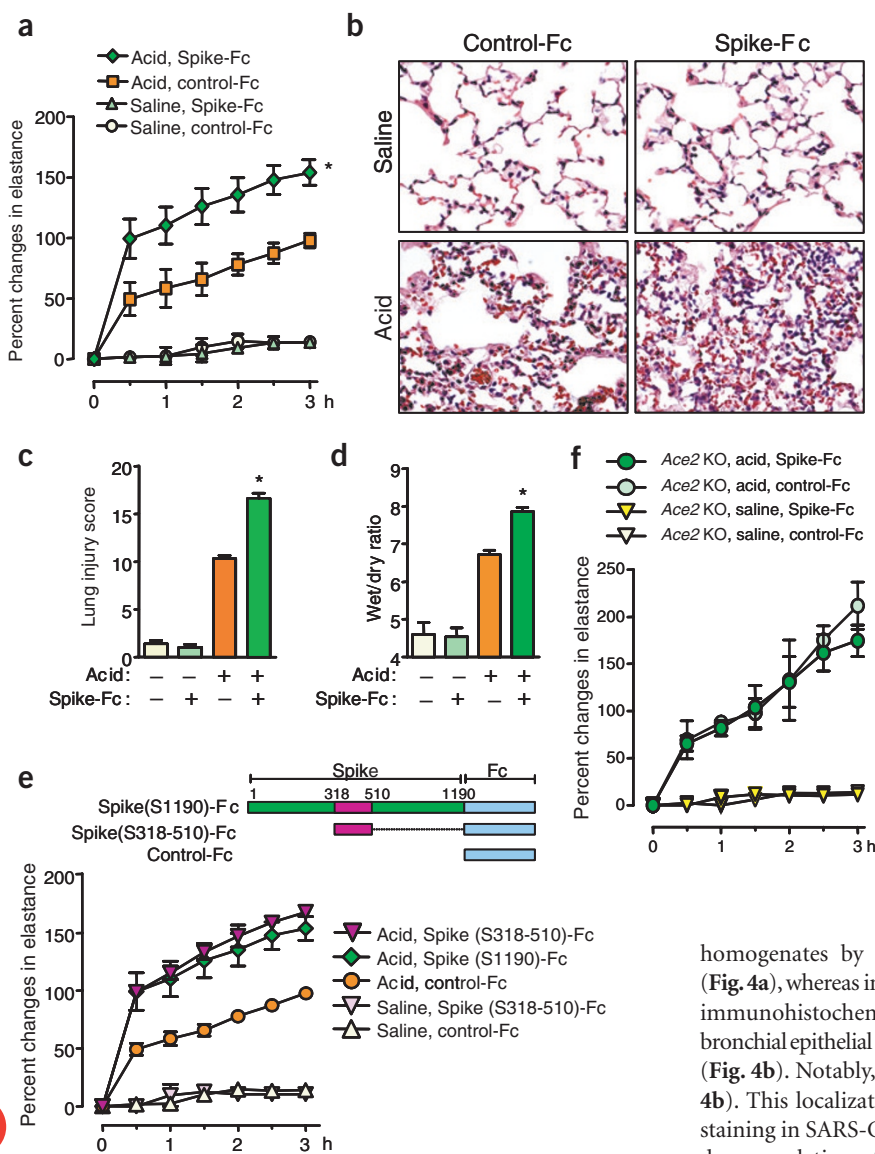 a
Acid, Spike-Fc
Acid, control-Fc
Saline, Spike-Fc
Saline, control-Fc
Percent changes in elastance
200
150
100
50
0
*
0 1 2 3 h
b
Control-Fc Spike-Fc
Saline
Acid
c
Lung injury score
20
15
10
5
0
*
Acid: – – + +
Spike-Fc: – + – +
d
Wet/dry ratio
9
8
7
6
5
4
*
– – + +
– + – +
e
Spike Fc
1 318 510 1190
Spike(S1190)-Fc
Spike(S318-510)-Fc
Control-Fc
Percent changes in elastance
200
150
100
50
0
0 1 2 3 h
Acid, Spike (S318-510)-Fc
Acid, Spike (S1190)-Fc
Acid, control-Fc
Saline, Spike (S318-510)-Fc
Saline, control-Fc
f
Ace2 KO, acid, Spike-Fc
Ace2 KO, acid, control-Fc
Ace2 KO, saline, Spike-Fc
Ace2 KO, saline, control-Fc
Percent changes in elastance
250
200
150
100
50
0
0 1 2 3 h
homogenates by
(Fig. 4a), whereas in
immunohistochem
bronchial epithelial
(Fig. 4b). Notably,
4b). This localizat
staining in SARS-C